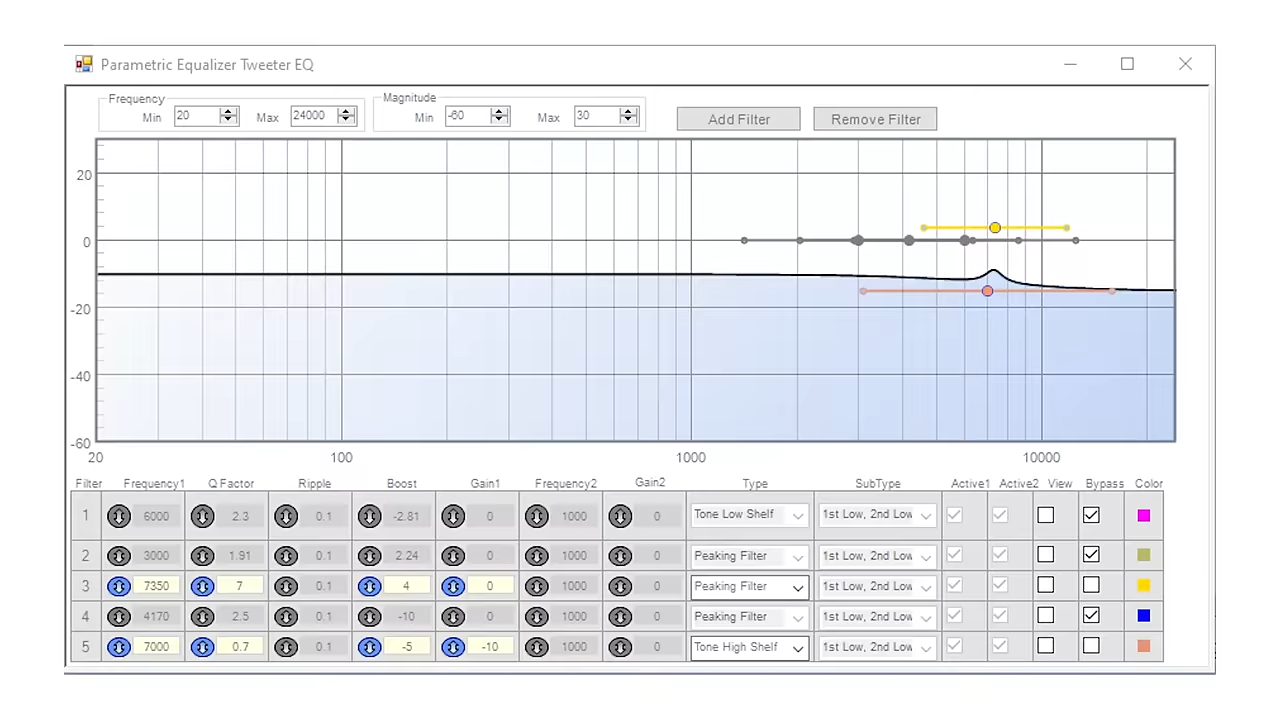 Parametric Equalizer Tweeter EQ
Frequency
Magnitude
Min 20 Max 24000 Min -60 Max 30 Add Filter Remove Filter
20
0
-20
-40
-60
20 100 1000 10000
Filter Frequency1 Q Factor Ripple Boost Gain1 Frequency2 Gain2 Type SubType Active1 Active2 View Bypass Color
1 6000 2.3 0.1 -2.81 0 1000 0 Tone Low Shelf 1st Low, 2nd Low
2 3000 1.91 0.1 2.24 0 1000 0 Peaking Filter 1st Low, 2nd Low
3 7350 7 0.1 4 0 1000 0 Peaking Filter 1st Low, 2nd Low
4 4170 2.5 0.1 -10 0 1000 0 Peaking Filter 1st Low, 2nd Low
5 7000 0.7 0.1 -5 -10 1000 0 Tone High Shelf 1st Low, 2nd Low